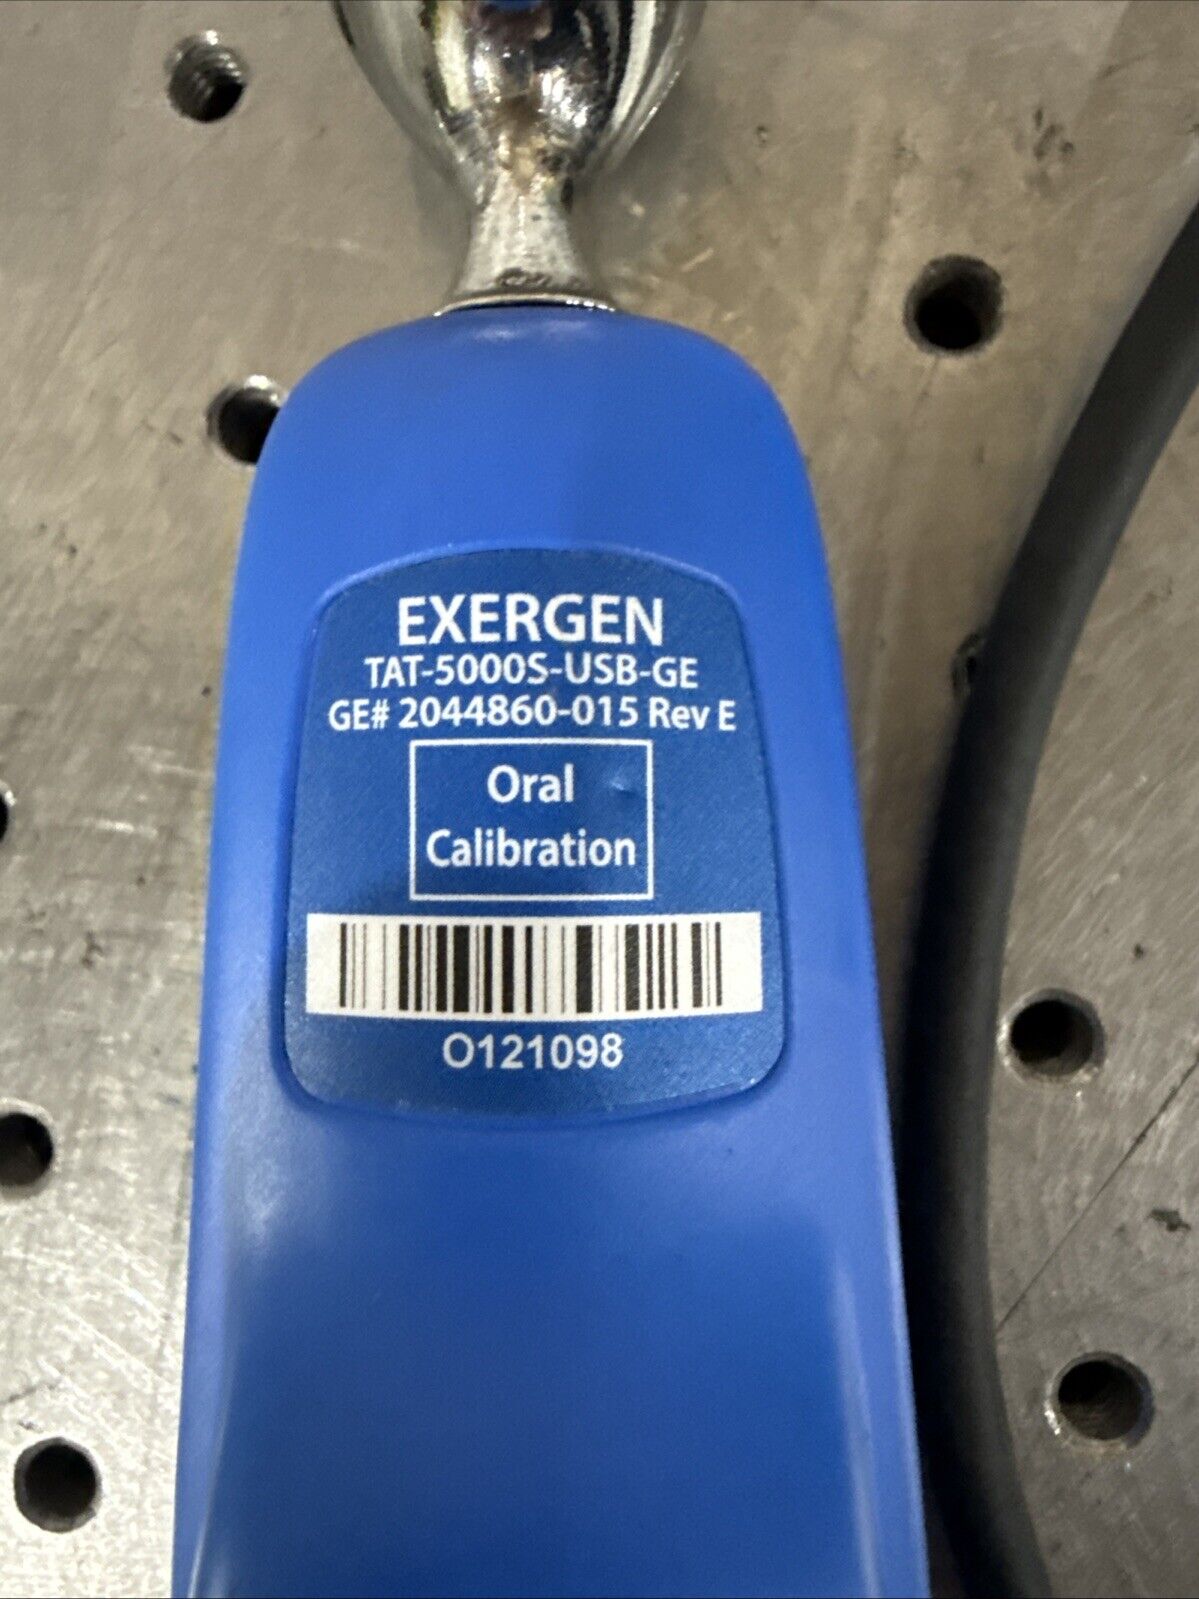 EXERGEN
TAT-5000S-USB-GE
GE# 2044860-015 Rev E
Oral
Calibration
O121098